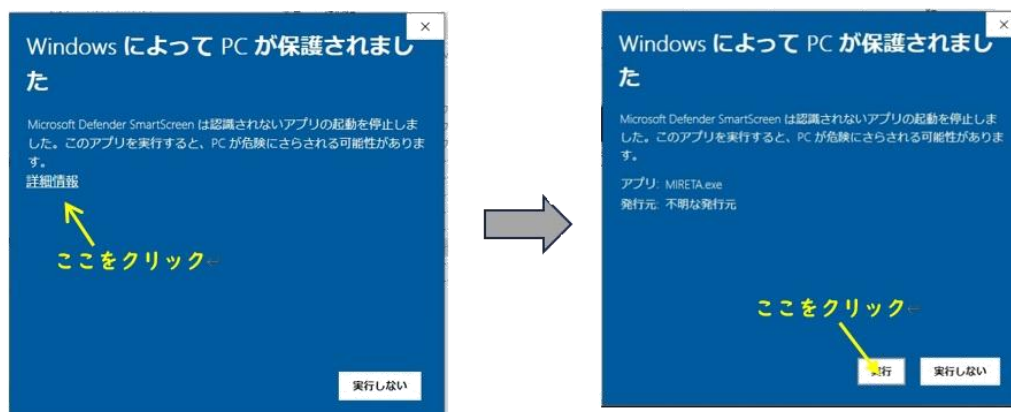 Windows によって PC が保護されまし
た
Microsoft Defender SmartScreen は認識されないアプリの起動を停止しま
した。このアプリを実行すると、PC が危険にさらされる可能性がありま
す。
詳細情報
ここをクリック←
実行しない
Windows によって PC が保護されまし
た
Microsoft Defender SmartScreen は認識されないアプリの起動を停止しま
した。このアプリを実行すると、PC が危険にさらされる可能性がありま
す。
アプリ: MIRETA.exe
発行元: 不明な発行元
ここをクリック←
実行
実行しない